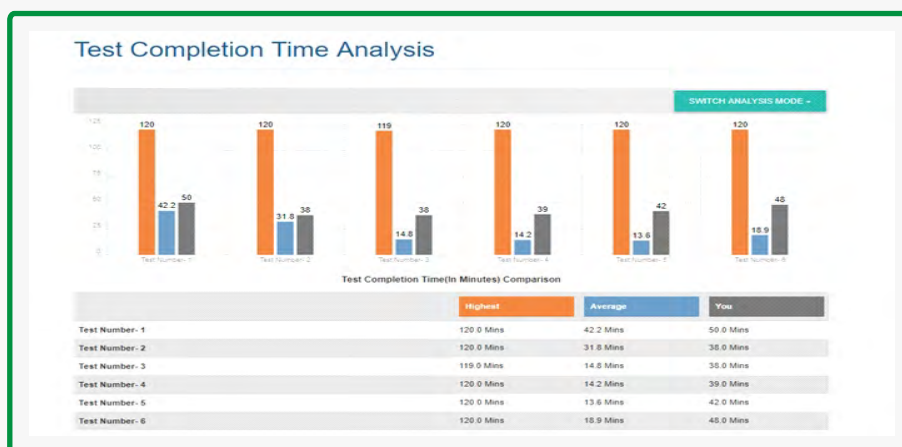 Test Completion Time Analysis
SWITCH ANALYSIS MODE
125
100
75
50
25
0
120 42.2 50
120 31.8 38
119 14.8 38
120 14.2 39
120 13.6 42
120 18.9 48
Test Number- 1 Test Number- 2 Test Number- 3 Test Number- 4 Test Number- 5 Test Number-6
Test Completion Time(In Minutes) Comparison
Highest Average You
Test Number- 1 120.0 Mins 42.2 Mins 50.0 Mins
Test Number- 2 120.0 Mins 31.8 Mins 38.0 Mins
Test Number- 3 119.0 Mins 14.8 Mins 38.0 Mins
Test Number- 4 120.0 Mins 14.2 Mins 39.0 Mins
Test Number- 5 120.0 Mins 13.6 Mins 42.0 Mins
Test Number- 6 120.0 Mins 18.9 Mins 48.0 Mins